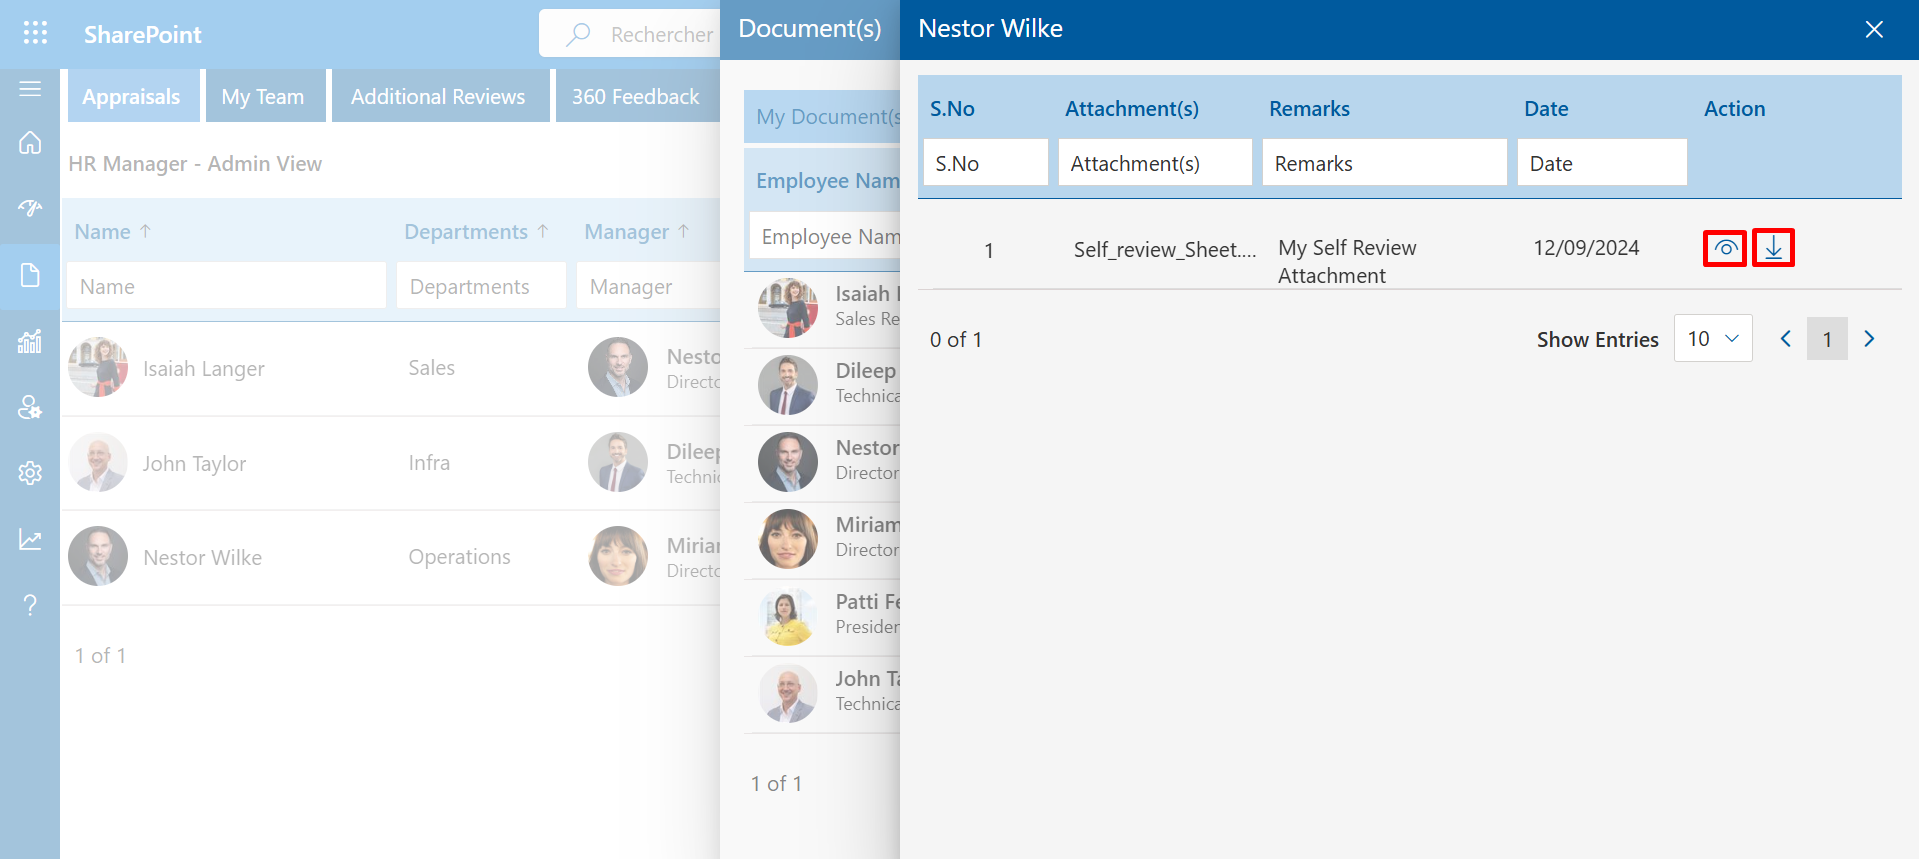 SharePoint
Rechercher
Appraisals
My Team
Additional Reviews
360 Feedback
HR Manager - Admin View
Name ↑
Departments ↑
Manager ↑
Name
Departments
Manager
Isaiah Langer
Sales
Nesto
Directo
John Taylor
Infra
Dileep
Technic
Nestor Wilke
Operations
Miria
Directo
1 of 1
Document(s)
My Document(s
Employee Nam
Employee Nam
Isaiah L
Sales Re
Dileep
Technica
Nestor
Director
Miriam
Director
Patti Fe
Presiden
John Ta
Technica
1 of 1
Nestor Wilke
S.No
Attachment(s)
Remarks
Date
Action
S.No
Attachment(s)
Remarks
Date
1
Self_review_Sheet....
My Self Review
Attachment
12/09/2024
0 of 1
Show Entries
10
1